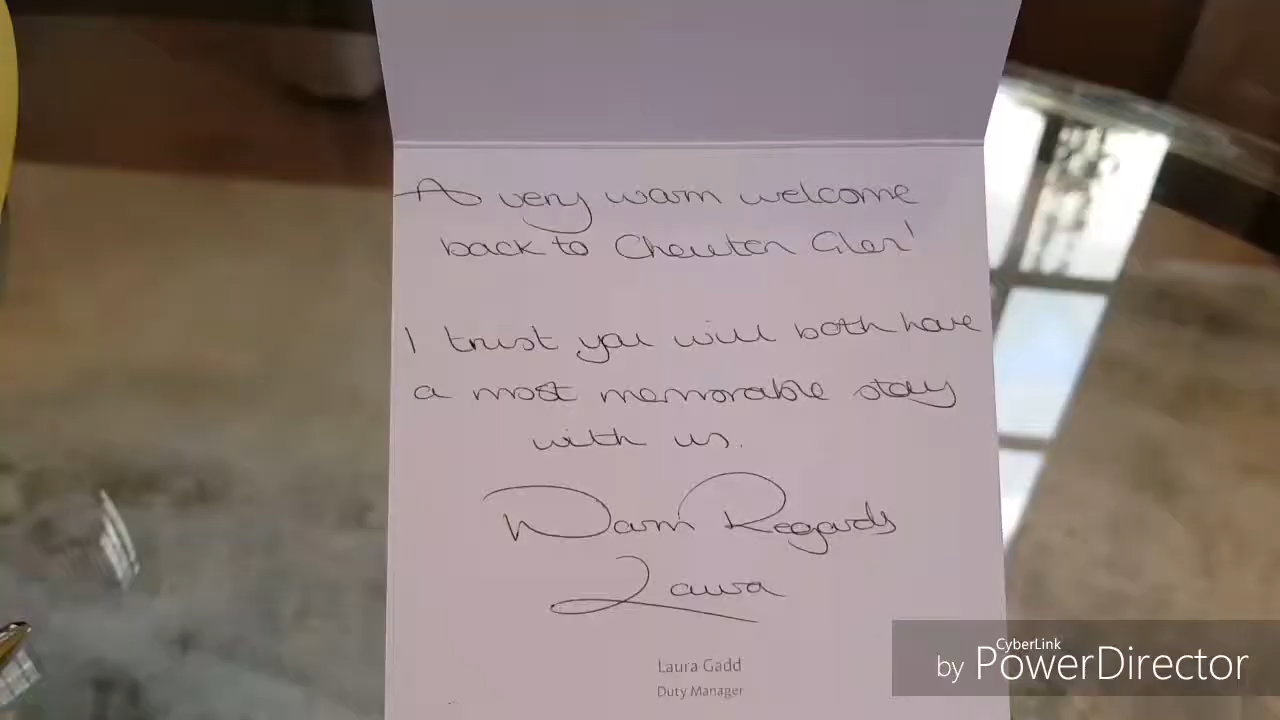 A very warm welcome
back to Chewton Glen!
I trust you will both have
a most memorable stay
with us.
Warm Regards
Laura
Laura Gadd
Duty Manager
CyberLink
by PowerDirector